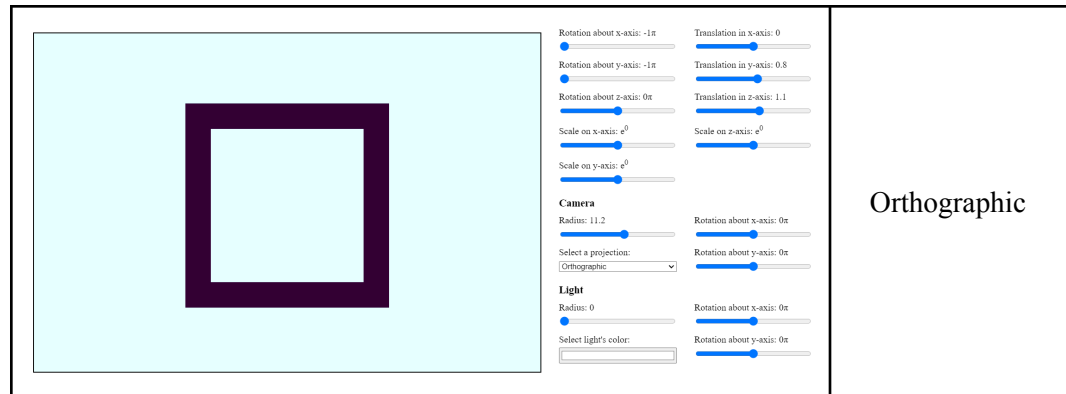 Rotation about x-axis: -1π
Translation in x-axis: 0
Rotation about y-axis: -1π
Translation in y-axis: 0.8
Rotation about z-axis: 0π
Translation in z-axis: 1.1
Scale on x-axis: e⁰
Scale on z-axis: e⁰
Scale on y-axis: e⁰
Camera
Radius: 11.2
Rotation about x-axis: 0π
Select a projection:
Rotation about y-axis: 0π
Orthographic
Light
Radius: 0
Rotation about x-axis: 0π
Select light's color:
Rotation about y-axis: 0π
Orthographic